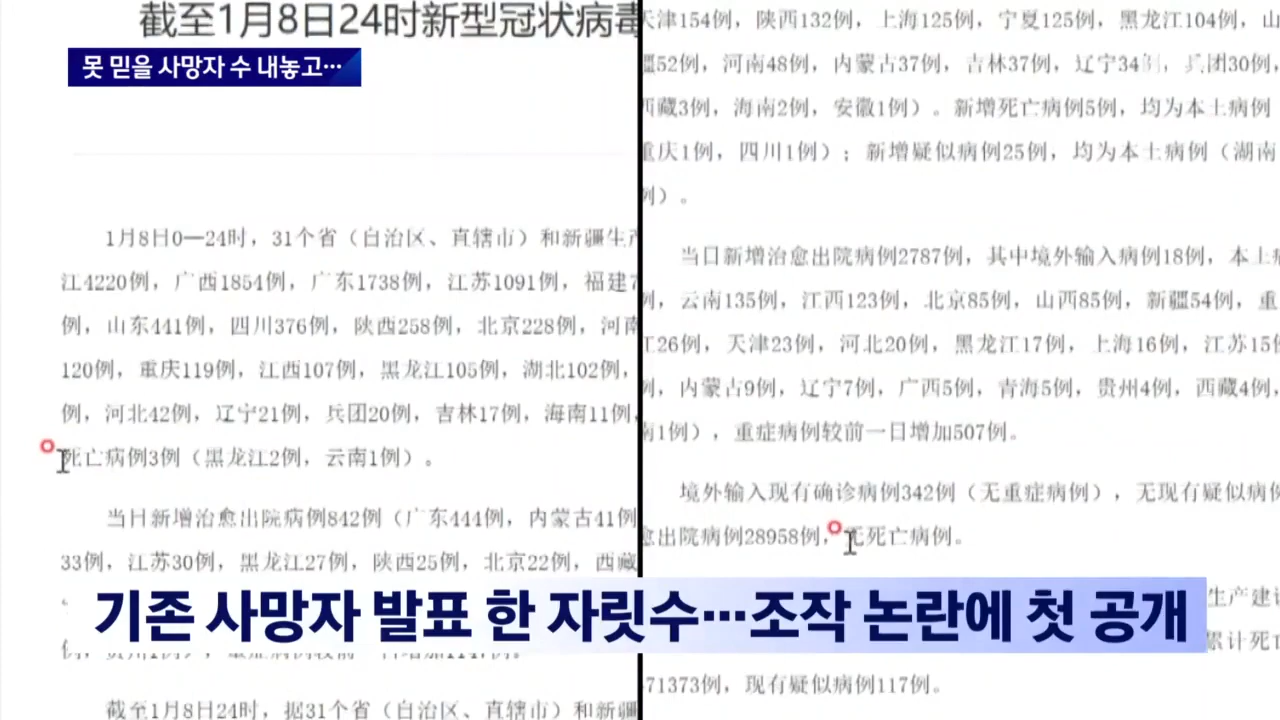 截至1月8日24时新型冠状病毒
못 믿을 사망자 수 내놓고…
1月8日0—24时，31个省（自治区、直辖市）和新疆生产
江4220例，广西1854例，广东1738例，江苏1091例，福建7
例，山东441例，四川376例，陕西258例，北京228例，河南
120例，重庆119例，江西107例，黑龙江105例，湖北102例，
例，河北42例，辽宁21例，兵团20例，吉林17例，海南11例，
死亡病例3例（黑龙江2例，云南1例）。
当日新增治愈出院病例842例（广东444例，内蒙古41例
33例，江苏30例，黑龙江27例，陕西25例，北京22例，西藏
截至1月8日24时，据31个省（自治区、直辖市）和新疆
天津154例，陕西132例，上海125例，宁夏125例，黑龙江104例，山
疆52例，河南48例，内蒙古37例，吉林37例，辽宁34例，兵团30例，
西藏3例，海南2例，安徽1例）。新增死亡病例5例，均为本土病例
重庆1例，四川1例）；新增疑似病例25例，均为本土病例（湖南
例）。
当日新增治愈出院病例2787例，其中境外输入病例18例，本土病
例，云南135例，江西123例，北京85例，山西85例，新疆54例，重
江26例，天津23例，河北20例，黑龙江17例，上海16例，江苏15例
例，内蒙古9例，辽宁7例，广西5例，青海5例，贵州4例，西藏4例，
南1例），重症病例较前一日增加507例。
境外输入现有确诊病例342例（无重症病例），无现有疑似病例
愈出院病例28958例，无死亡病例。
生产建设
累计死亡
371373例，现有疑似病例117例。
기존 사망자 발표 한 자릿수…조작 논란에 첫 공개